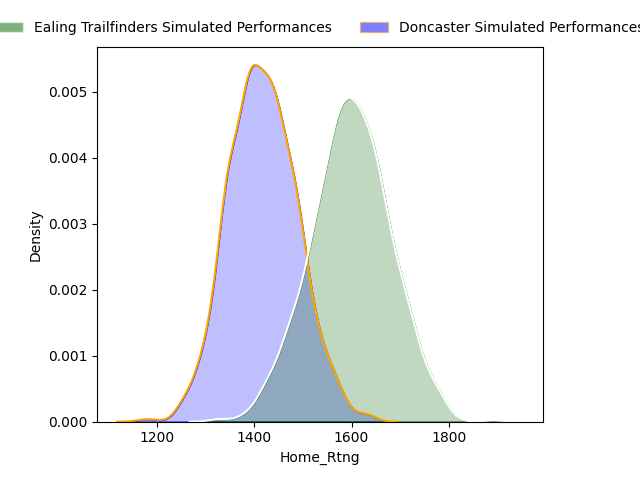 Ealing Trailfinders Simulated Performances
Doncaster Simulated Performances
0.005
0.004
0.003
0.002
0.001
0.000
Density
1200
1400
1600
1800
Home_Rtng